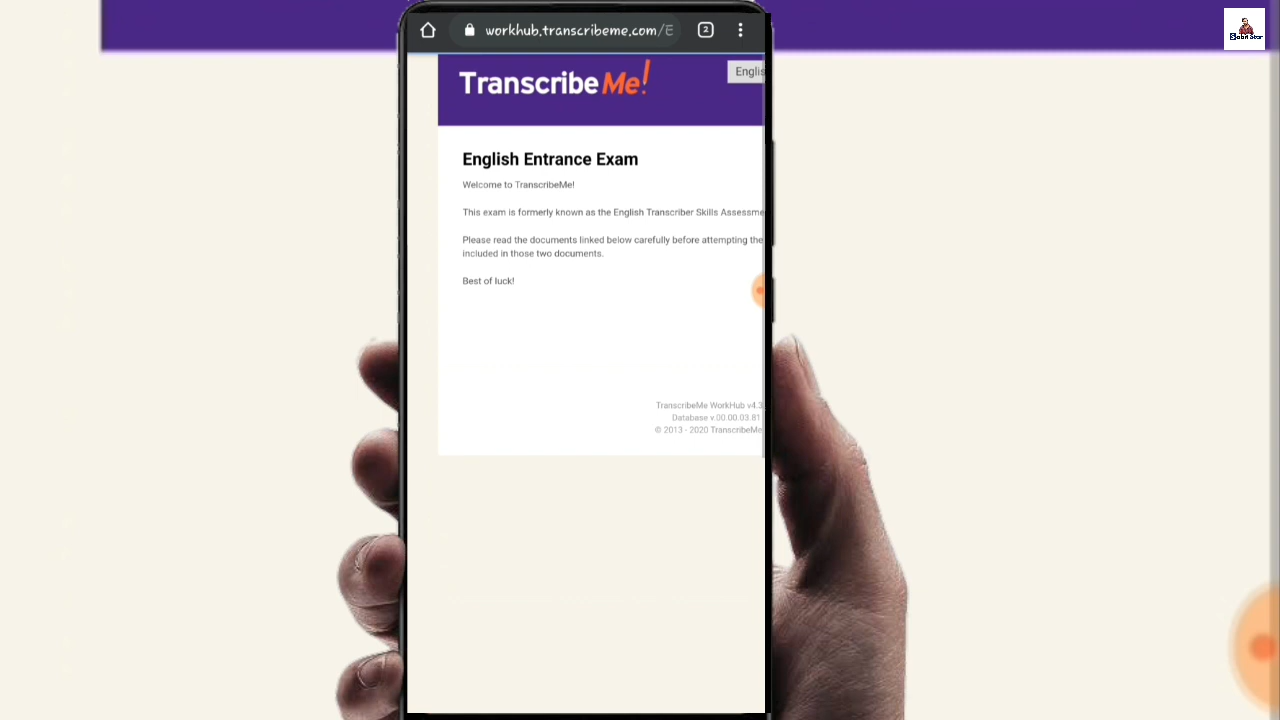 workhub.transcribeme.com/E
2
TranscribeMe!
Englis
English Entrance Exam
Welcome to TranscribeMe!
This exam is formerly known as the English Transcriber Skills Assessme
Please read the documents linked below carefully before attempting the
included in those two documents.
Best of luck!
TranscribeMe WorkHub v4.3
Database v.00.00.03.81
© 2013 - 2020 TranscribeMe